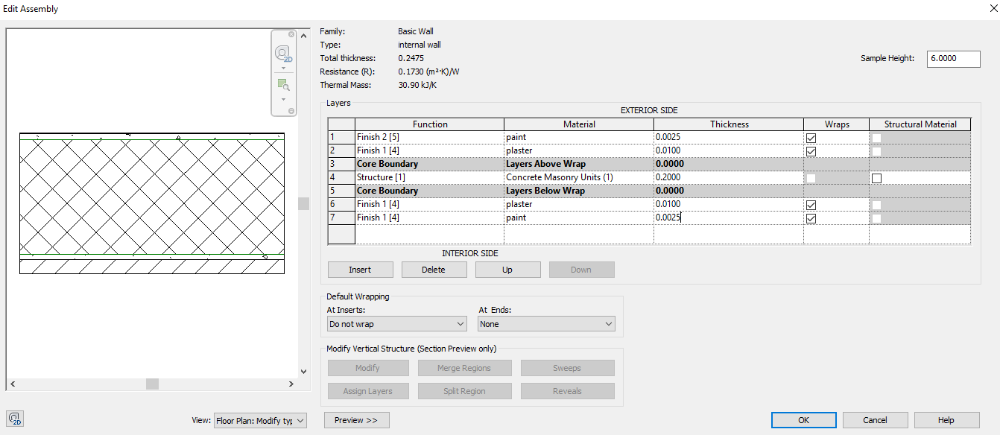 Edit Assembly
2D
Family: Basic Wall
Type: internal wall
Total thickness: 0.2475
Resistance (R): 0.1730 (m²·K)/W
Thermal Mass: 30.90 kJ/K
Sample Height: 6.0000
Layers
EXTERIOR SIDE
Function Material Thickness Wraps Structural Material
1 Finish 2 [5] paint 0.0025
2 Finish 1 [4] plaster 0.0100
3 Core Boundary Layers Above Wrap 0.0000
4 Structure [1] Concrete Masonry Units (1) 0.2000
5 Core Boundary Layers Below Wrap 0.0000
6 Finish 1 [4] plaster 0.0100
7 Finish 1 [4] paint 0.0025
INTERIOR SIDE
Insert Delete Up Down
Default Wrapping
At Inserts: At Ends:
Do not wrap None
Modify Vertical Structure (Section Preview only)
Modify Merge Regions Sweeps
Assign Layers Split Region Reveals
2D
View: Floor Plan: Modify typ Preview >> OK Cancel Help